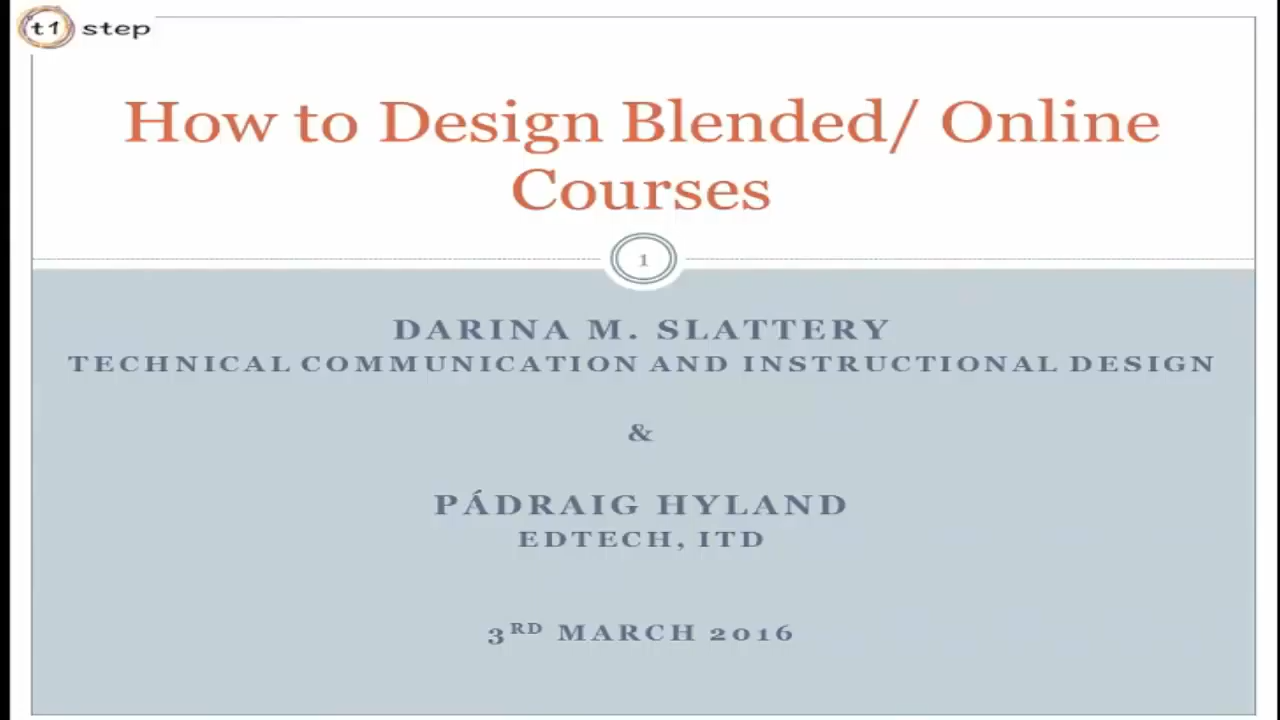 t1 step
How to Design Blended/ Online
Courses
1
DARINA M. SLATTERY
TECHNICAL COMMUNICATION AND INSTRUCTIONAL DESIGN
&
PÁDRAIG HYLAND
EDTECH, ITD
3RD MARCH 2016